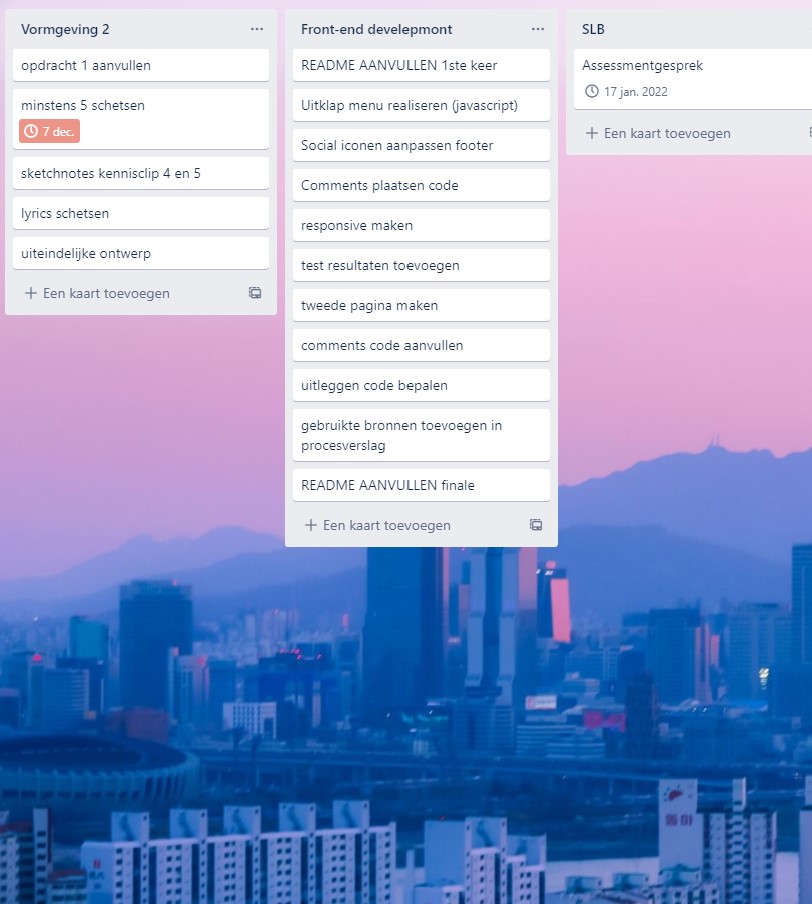 Vormgeving 2
opdracht 1 aanvullen
minstens 5 schetsen
7 dec.
sketchnotes kennisclip 4 en 5
lyrics schetsen
uiteindelijke ontwerp
Een kaart toevoegen
Front-end develepmont
README AANVULLEN 1ste keer
Uitklap menu realiseren (javascript)
Social iconen aanpassen footer
Comments plaatsen code
responsive maken
test resultaten toevoegen
tweede pagina maken
comments code aanvullen
uitleggen code bepalen
gebruikte bronnen toevoegen in
procesverslag
README AANVULLEN finale
Een kaart toevoegen
SLB
Assessmentgesprek
17 jan. 2022
Een kaart toevoegen